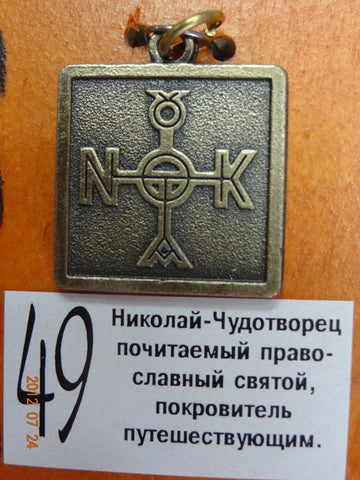 N K
49
Николай-Чудотворец
почитаемый право-
славный святой,
покровитель
путешествующим.
2012 07 24